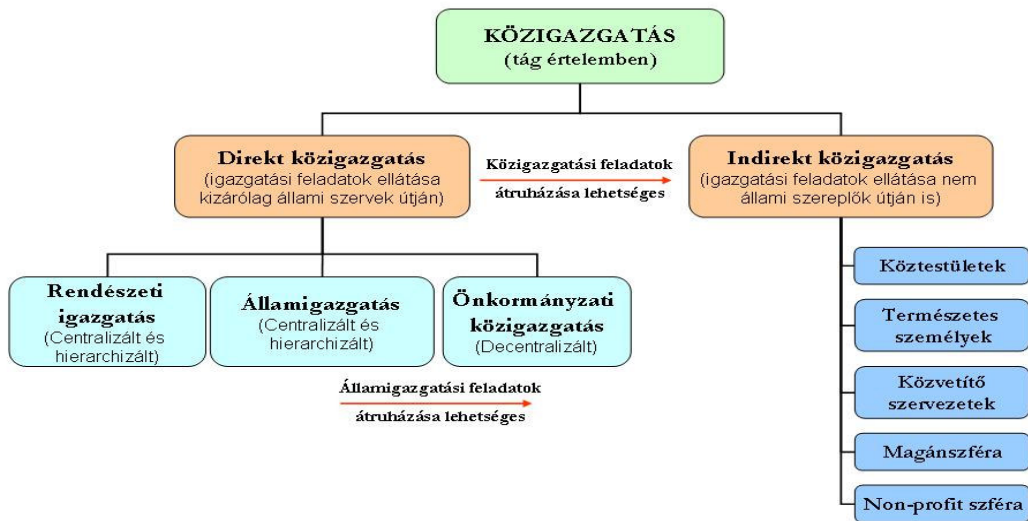 KÖZIGAZGATÁS
(tág értelemben)
Direkt közigazgatás
(igazgatási feladatok ellátása
kizárólag állami szervek útján)
Közigazgatási feladatok
átruházása lehetséges
Indirekt közigazgatás
(igazgatási feladatok ellátása nem
állami szereplők útján is)
Rendészeti
igazgatás
(Centralizált és
hierarchizált)
Államigazgatás
(Centralizált és
hierarchizált)
Önkormányzati
közigazgatás
(Decentralizált)
Államigazgatási feladatok
átruházása lehetséges
Köztestületek
Természetes
személyek
Közvetítő
szervezetek
Magánszféra
Non-profit szféra